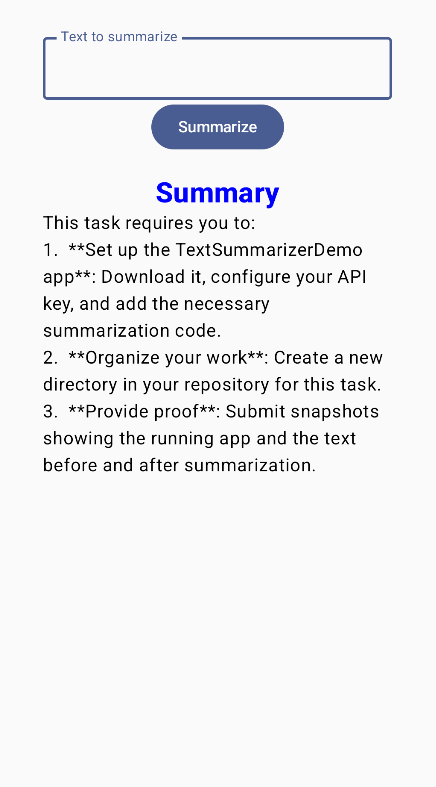 Text to summarize
Summarize
Summary
This task requires you to:
1.  **Set up the TextSummarizerDemo
app**: Download it, configure your API
key, and add the necessary
summarization code.
2.  **Organize your work**: Create a new
directory in your repository for this task.
3.  **Provide proof**: Submit snapshots
showing the running app and the text
before and after summarization.